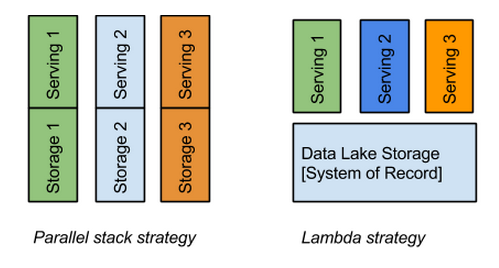 Serving 1
Serving 2
Serving 3
Storage 1
Storage 2
Storage 3
Parallel stack strategy
Serving 1
Serving 2
Serving 3
Data Lake Storage
[System of Record]
Lambda strategy